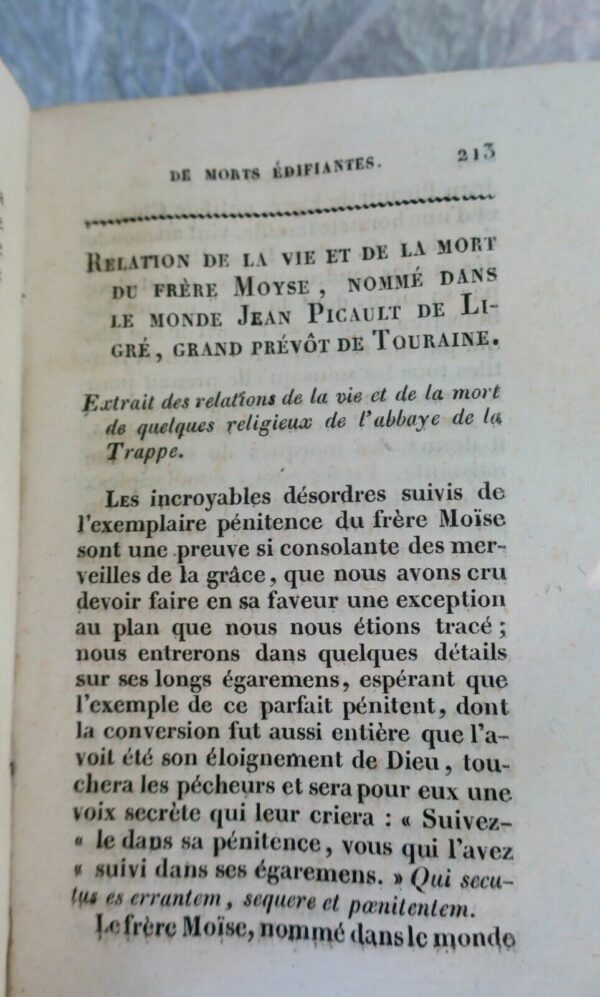 DE MORTS ÉDIFIANTES. 213
RELATION DE LA VIE ET DE LA MORT
DU FRÈRE MOYSE, NOMMÉ DANS
LE MONDE JEAN PICAULT DE LI-
GRÉ, GRAND PRÉVÔT DE TOURAINE.
Extrait des relations de la vie et de la mort
de quelques religieux de l'abbaye de la
Trappe.
LES incroyables désordres suivis de
l'exemplaire pénitence du frère Moïse
sont une preuve si consolante des mer-
veilles de la grâce, que nous avons cru
devoir faire en sa faveur une exception
au plan que nous nous étions tracé ;
nous entrerons dans quelques détails
sur ses longs égaremens, espérant que
l'exemple de ce parfait pénitent, dont
la conversion fut aussi entière que l'a-
voit été son éloignement de Dieu, tou-
chera les pécheurs et sera pour eux une
voix secrète qui leur criera : « Suivez-
« le dans sa pénitence, vous qui l'avez
« suivi dans ses égaremens. » Qui secu-
tus es errantem, sequere et pœnitentem.
Le frère Moïse, nommé dans le monde